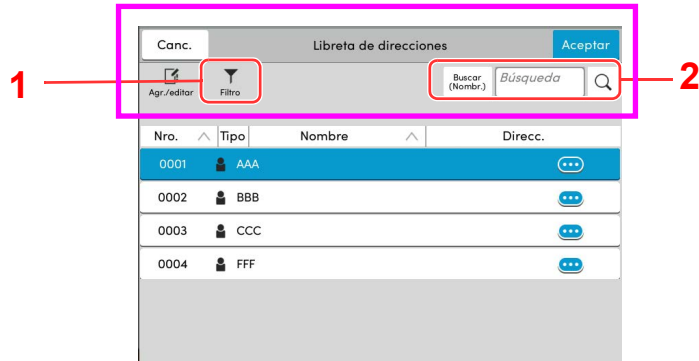 Canc. Libreta de direcciones Aceptar
1 Agr./editar Filtro Buscar (Nombr.) Búsqueda 2
Nro. Tipo Nombre Direcc.
0001 AAA
0002 BBB
0003 CCC
0004 FFF